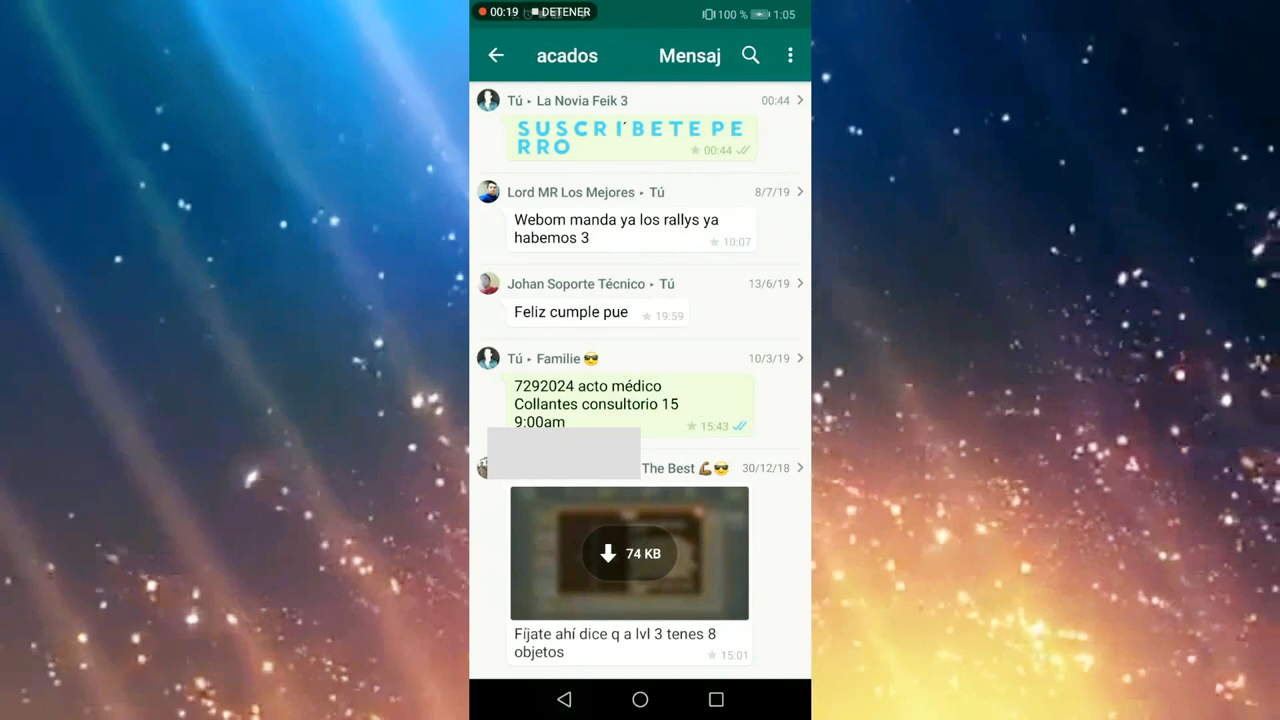 00:19 DETENER 100 % 1:05
acados Mensaj
Tú ▸ La Novia Feik 3 00:44
SUSCRÍBETE PE
RRO
00:44
Lord MR Los Mejores ▸ Tú 8/7/19
Webom manda ya los rallys ya
habemos 3
10:07
Johan Soporte Técnico ▸ Tú 13/6/19
Feliz cumple pue 19:59
Tú ▸ Familie 😎 10/3/19
7292024 acto médico
Collantes consultorio 15
9:00am
15:43
The Best 💪🏾😎 30/12/18
74 KB
Fíjate ahí dice q a lvl 3 tenes 8
objetos
15:01